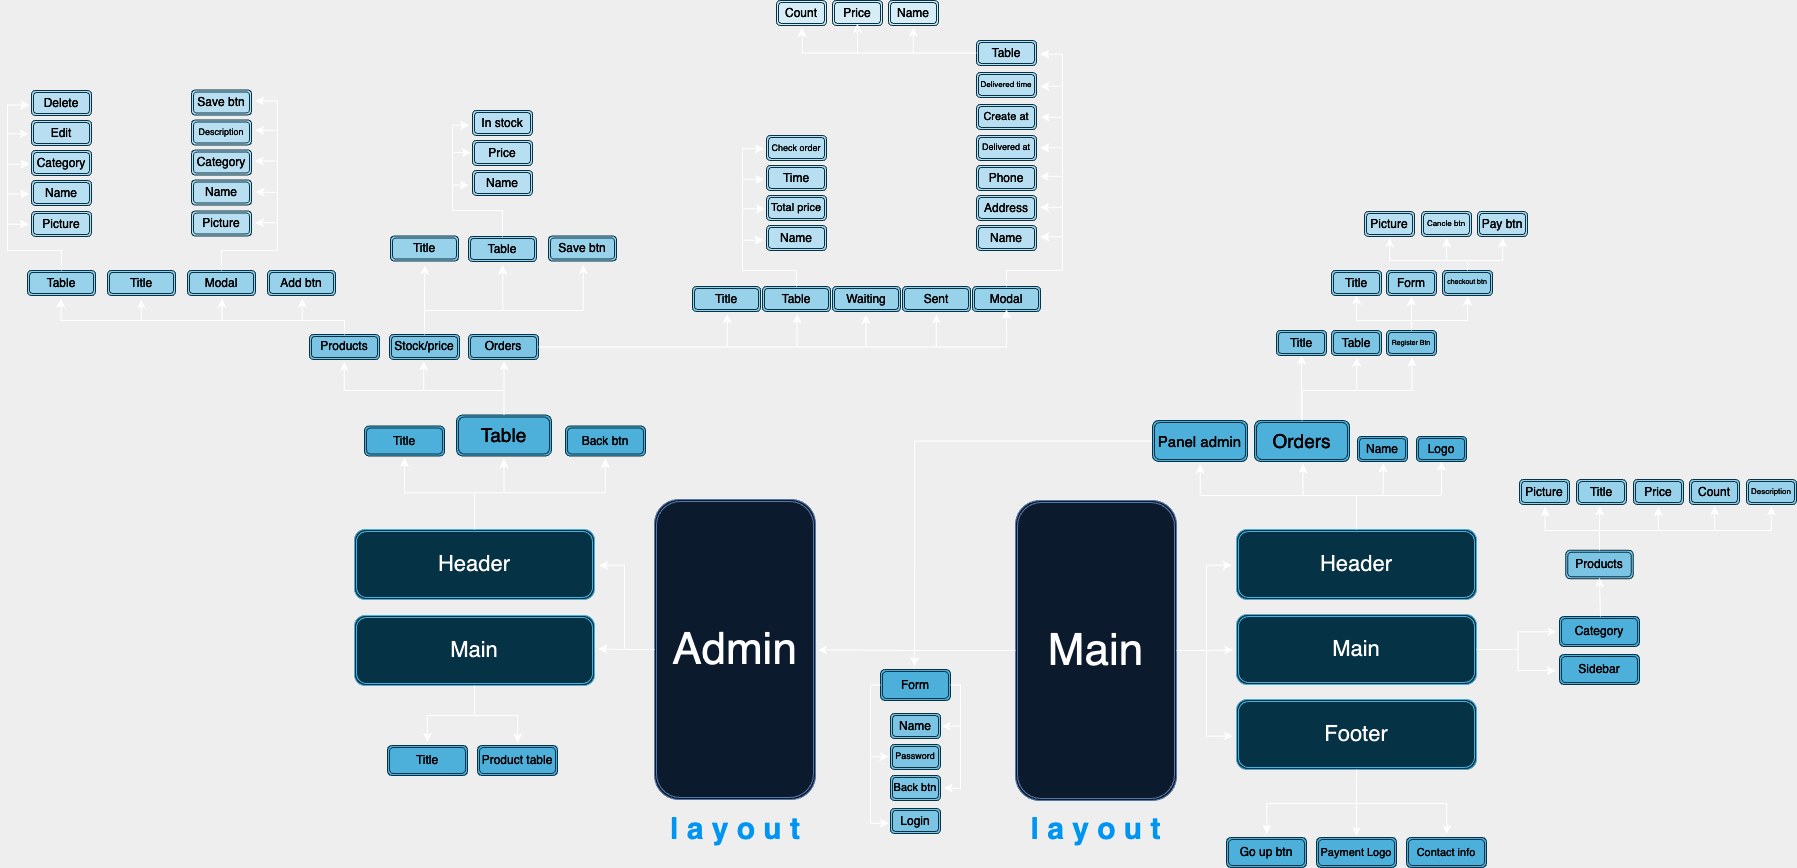 Count Price Name
Table
Delivered time
Create at
Delivered at
Phone
Address
Name
Delete
Edit
Category
Name
Picture
Save btn
Description
Category
Name
Picture
In stock
Price
Name
Check order
Time
Total price
Name
Title Table Save btn
Table Title Modal Add btn
Title Table Waiting Sent Modal
Products Stock/price Orders
Title Table Back btn
Header
Main
Title Product table
Admin
layout
Form
Name
Password
Back btn
Login
Main
layout
Picture Cancle btn Pay btn
Title Form checkout btn
Title Table Register Btn
Panel admin Orders Name Logo
Header
Main
Footer
Picture Title Price Count Description
Products
Category
Sidebar
Go up btn Payment Logo Contact info